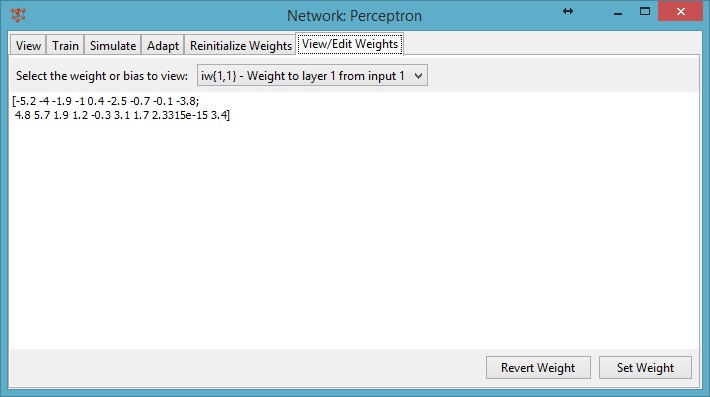 Network: Perceptron
View Train Simulate Adapt Reinitialize Weights View/Edit Weights
Select the weight or bias to view: iw{1,1} - Weight to layer 1 from input 1
[-5.2 -4 -1.9 -1 0.4 -2.5 -0.7 -0.1 -3.8;
4.8 5.7 1.9 1.2 -0.3 3.1 1.7 2.3315e-15 3.4]
Revert Weight Set Weight